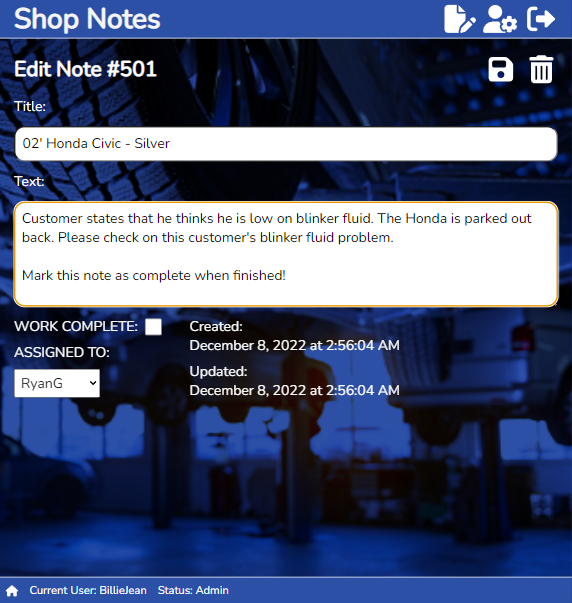 Shop Notes
Edit Note #501
Title:
02' Honda Civic - Silver
Text:
Customer states that he thinks he is low on blinker fluid. The Honda is parked out
back. Please check on this customer's blinker fluid problem.
Mark this note as complete when finished!
WORK COMPLETE:
Created:
December 8, 2022 at 2:56:04 AM
ASSIGNED TO:
RyanG
Updated:
December 8, 2022 at 2:56:04 AM
Current User: BillieJean
Status: Admin